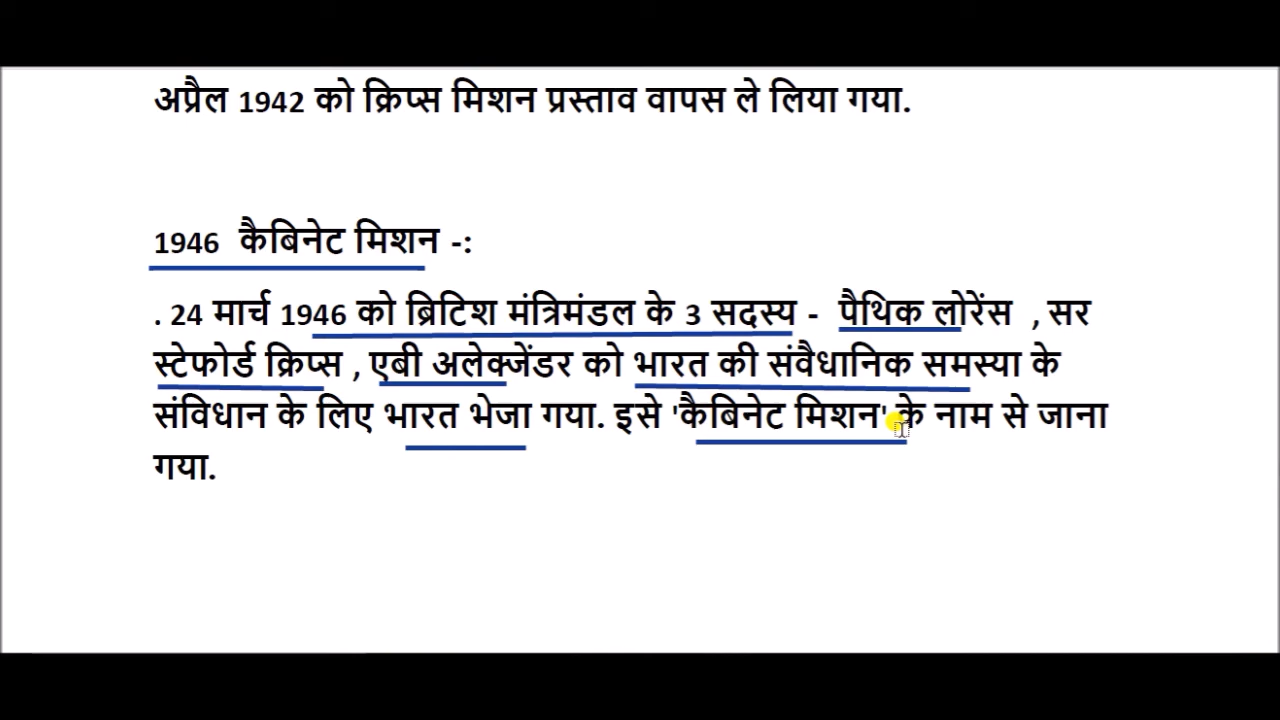 अप्रैल 1942 को क्रिप्स मिशन प्रस्ताव वापस ले लिया गया.
1946 कैबिनेट मिशन -:
. 24 मार्च 1946 को ब्रिटिश मंत्रिमंडल के 3 सदस्य - पैथिक लोरेंस , सर
स्टेफोर्ड क्रिप्स , एबी अलेक्जेंडर को भारत की संवैधानिक समस्या के
संविधान के लिए भारत भेजा गया. इसे 'कैबिनेट मिशन' के नाम से जाना
गया.